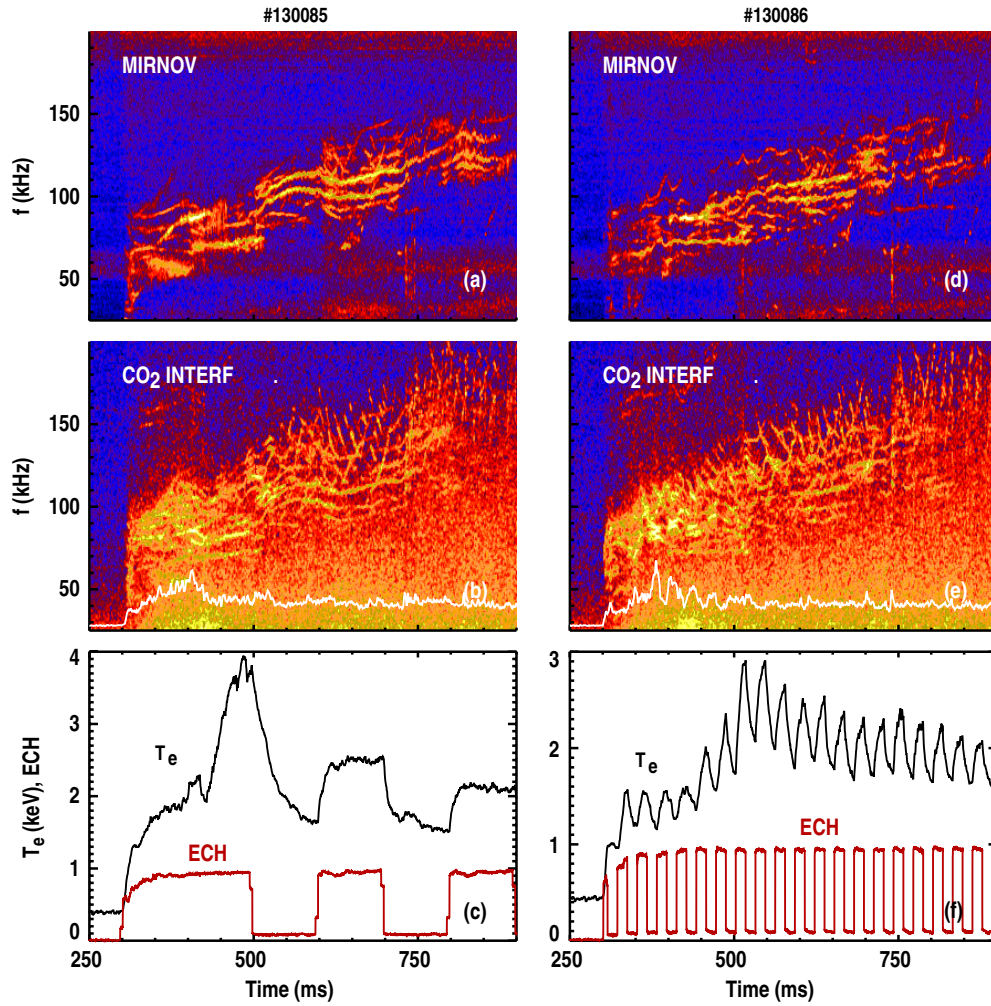 #130085
#130086
MIRNOV
MIRNOV
150
100
50
f (kHz)
(a)
(d)
CO2 INTERF
CO2 INTERF
150
100
50
f (kHz)
(b)
(e)
4
3
2
1
0
Te (keV), ECH
Te
ECH
(c)
3
2
1
0
Te
ECH
(f)
250
500
750
Time (ms)
250
500
750
Time (ms)